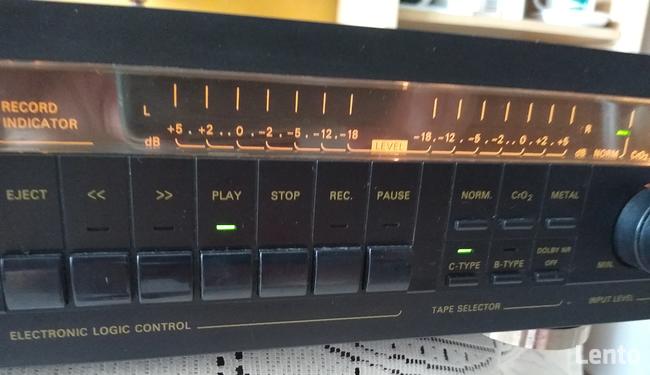 RECORD
INDICATOR
L
dB +5 . +2 . . 0 . -2 . -5 . -12 . -18
LEVEL
-18 . -12 . -5 . -2 . . 0 . +2 . +5 dB
R
NORM. CrO2
EJECT << >> PLAY STOP REC. PAUSE
NORM. CrO2 METAL
C-TYPE B-TYPE DOLBY NR
OFF
MIN.
ELECTRONIC LOGIC CONTROL
TAPE SELECTOR
INPUT LEVEL
Lento